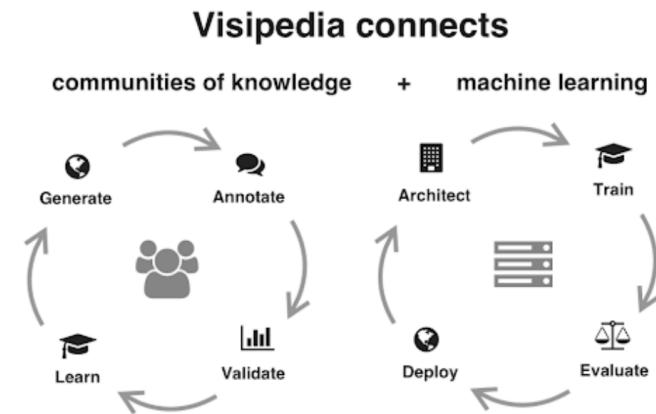 Visipedia connects
communities of knowledge + machine learning
Generate
Annotate
Validate
Learn
Architect
Train
Evaluate
Deploy